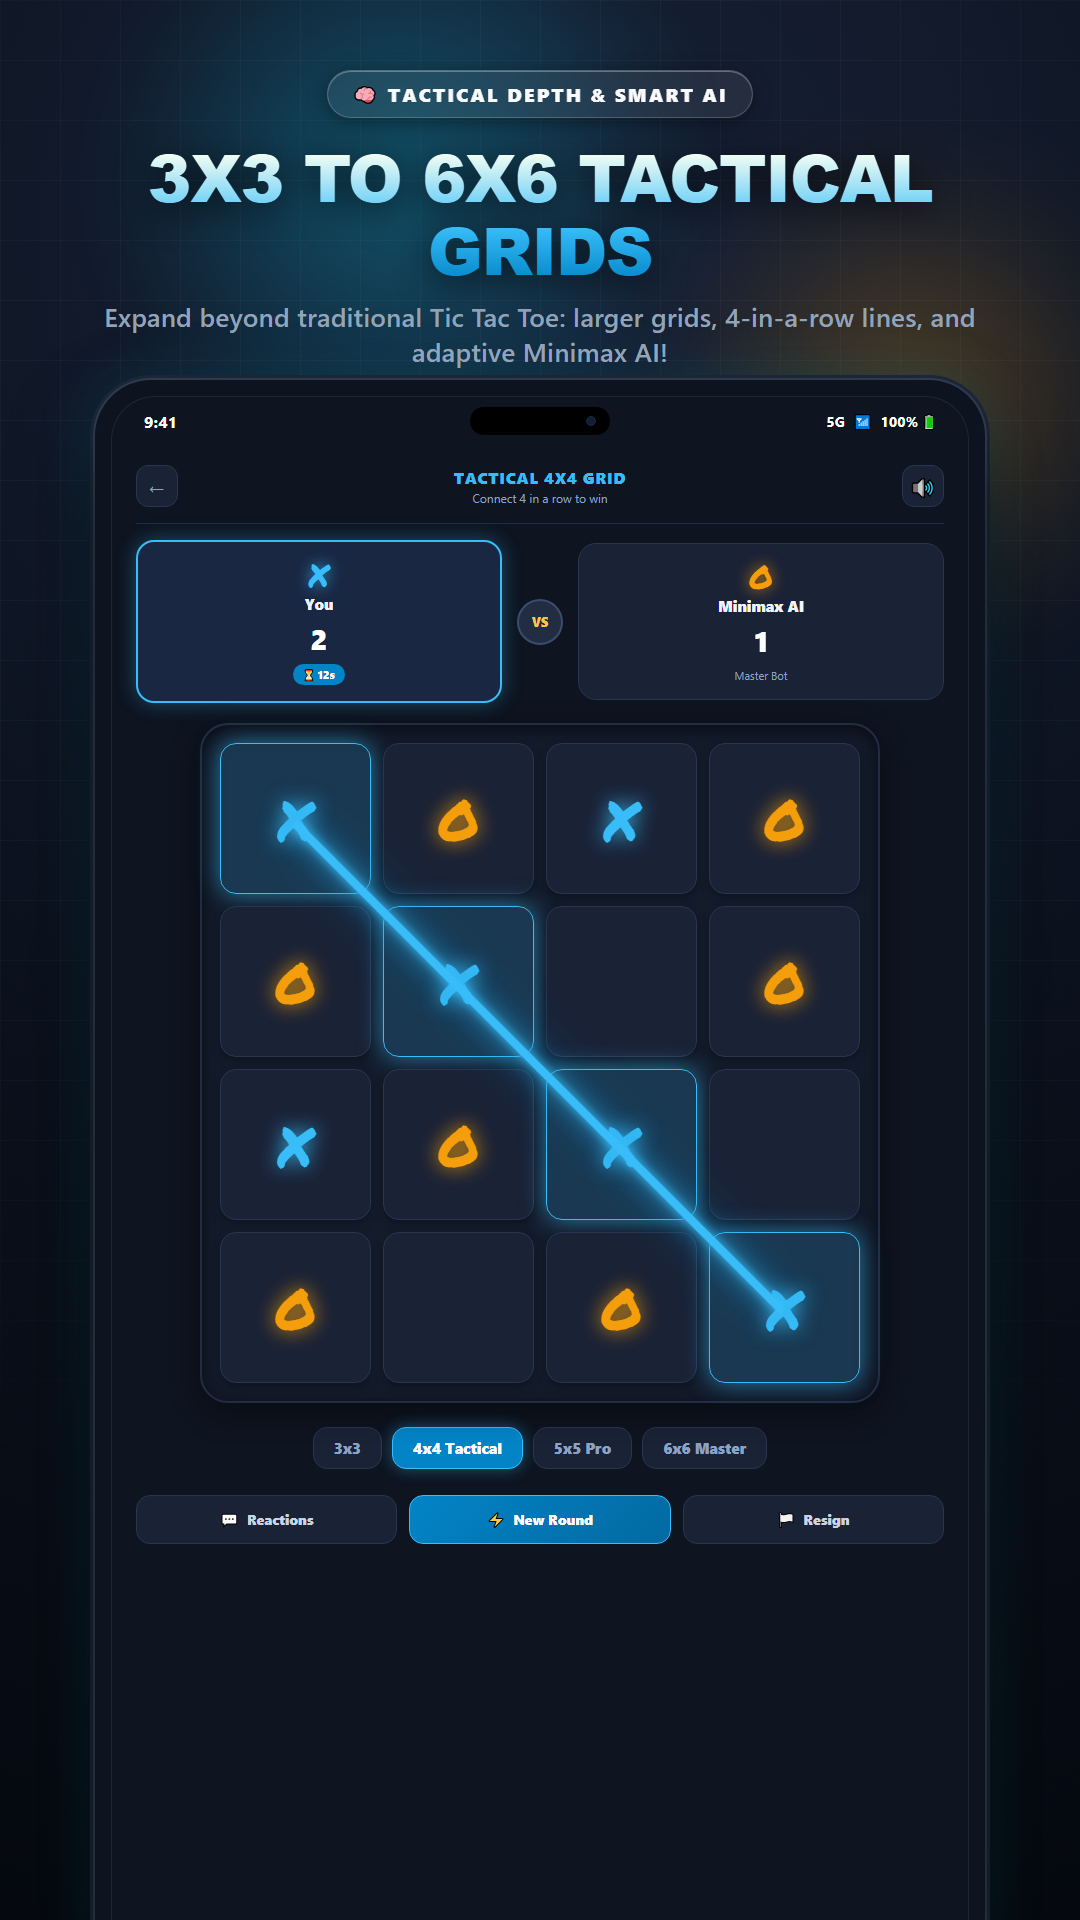 TACTICAL DEPTH & SMART AI
3X3 TO 6X6 TACTICAL
GRIDS
Expand beyond traditional Tic Tac Toe: larger grids, 4-in-a-row lines, and
adaptive Minimax AI!
9:41
5G 100%
←
TACTICAL 4X4 GRID
Connect 4 in a row to win
X
You
2
12s
VS
O
Minimax AI
1
Master Bot
X O X O
O X O
X O X
O O X
3x3 4x4 Tactical 5x5 Pro 6x6 Master
Reactions New Round Resign